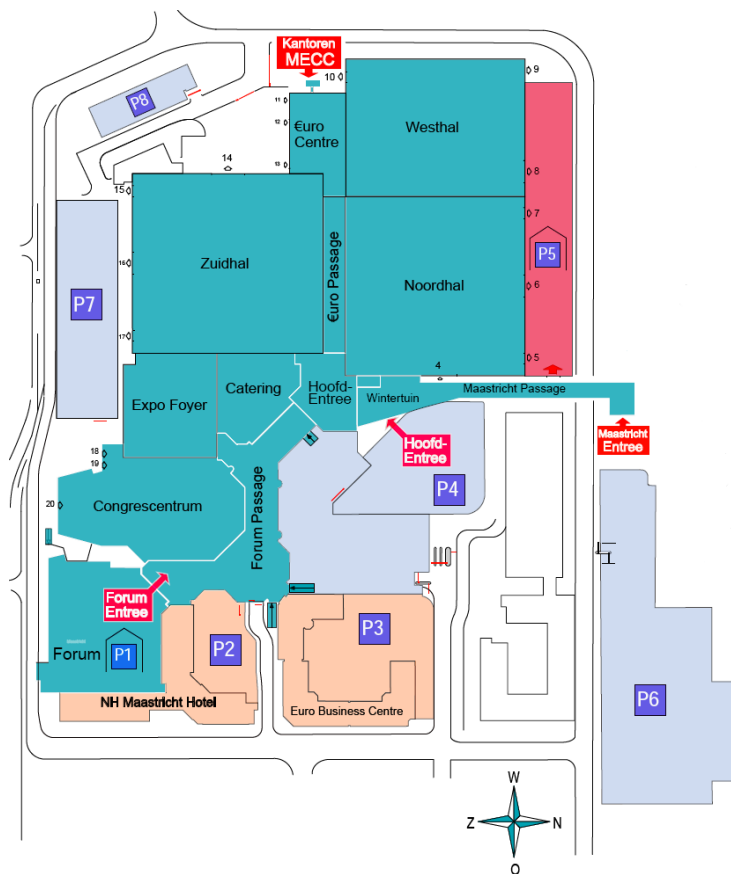 Kantoren
MECC
10
9
P8
11
12
€uro
Centre
13
Westhal
14
15
8
7
Zuidhal
16
€uro Passage
Noordhal
P5
6
P7
17
5
4
Catering
Hoofd-
Entree
Wintertuin
Maastricht Passage
Expo Foyer
Maastricht
Entree
Hoofd-
Entree
18
19
P4
20
Congrescentrum
Forum Passage
Forum
Entree
Forum
P1
P2
P3
P6
NH Maastricht Hotel
Euro Business Centre
W
Z
N
O